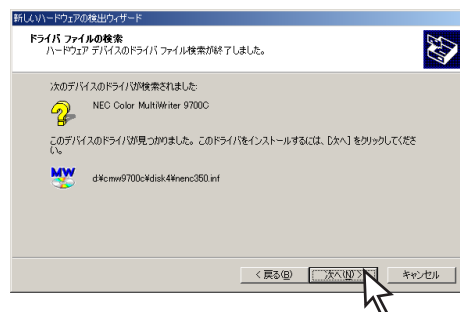 新しいハードウェアの検出ウィザード
ドライバ ファイルの検索
ハードウェア デバイスのドライバ ファイル検索が終了しました。
次のデバイスのドライバが検索されました:
NEC Color MultiWriter 9700C
このデバイスのドライバが見つかりました。このドライバをインストールするには、[次へ] をクリックしてくださ
い。
MW
d:¥cmw9700c¥disk4¥nenc350.inf
< 戻る(B)
次へ(N) >
キャンセル